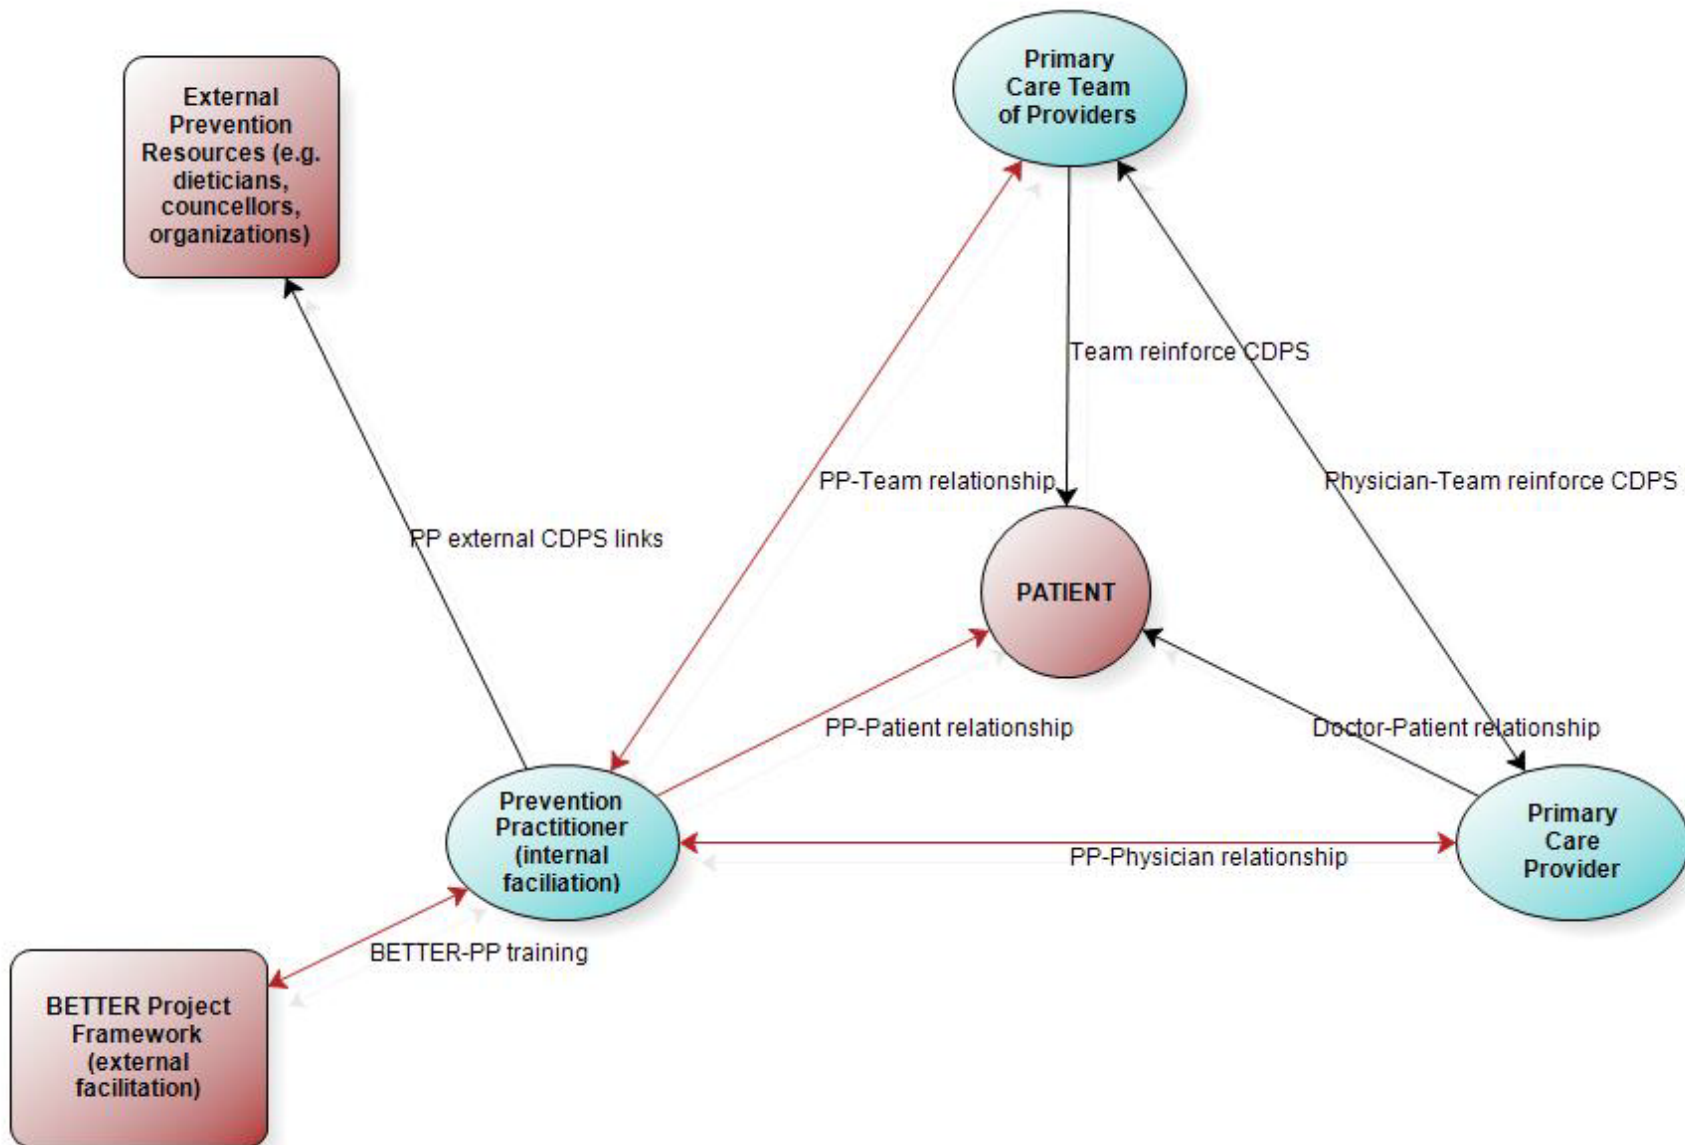 Primary
Care Team
of Providers
External
Prevention
Resources (e.g.
dieticians,
councellors,
organizations)
Team reinforce CDPS
PP-Team relationship
Physician-Team reinforce CDPS
PP external CDPS links
PATIENT
PP-Patient relationship
Doctor-Patient relationship
Prevention
Practitioner
(internal
faciliation)
PP-Physician relationship
Primary
Care
Provider
BETTER-PP training
BETTER Project
Framework
(external
facilitation)